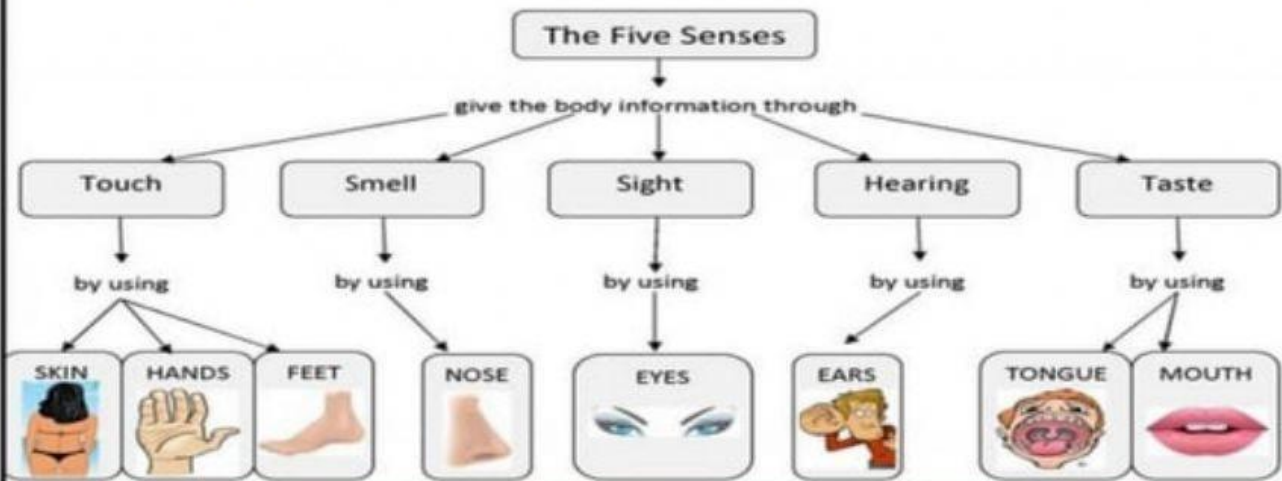 The Five Senses
give the body information through
Touch Smell Sight Hearing Taste
by using by using by using by using by using
SKIN HANDS FEET NOSE EYES EARS TONGUE MOUTH